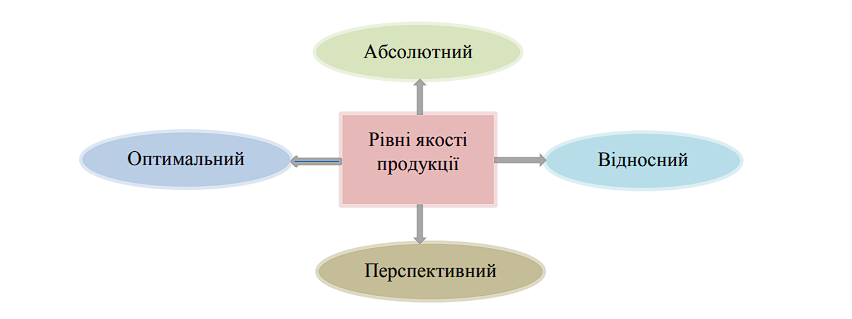 Абсолютний
Рівні якості
продукції
Оптимальний
Відносний
Перспективний